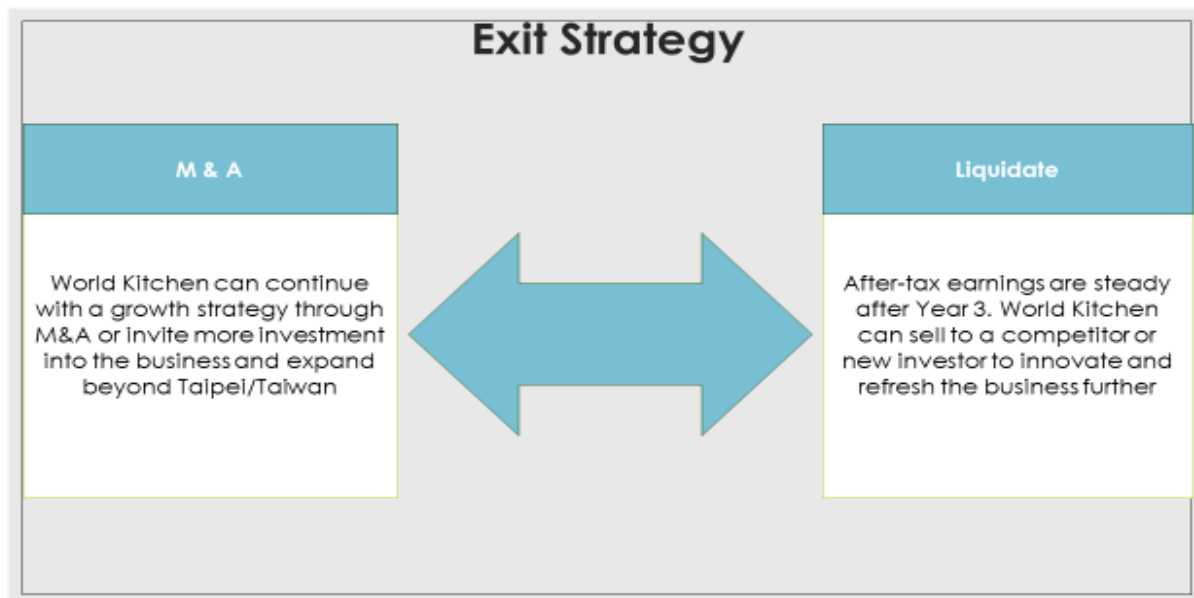 Exit Strategy
M & A
World Kitchen can continue
with a growth strategy through
M&A or invite more investment
into the business and expand
beyond Taipei/Taiwan
Liquidate
After-tax earnings are steady
after Year 3. World Kitchen
can sell to a competitor or
new investor to innovate and
refresh the business further